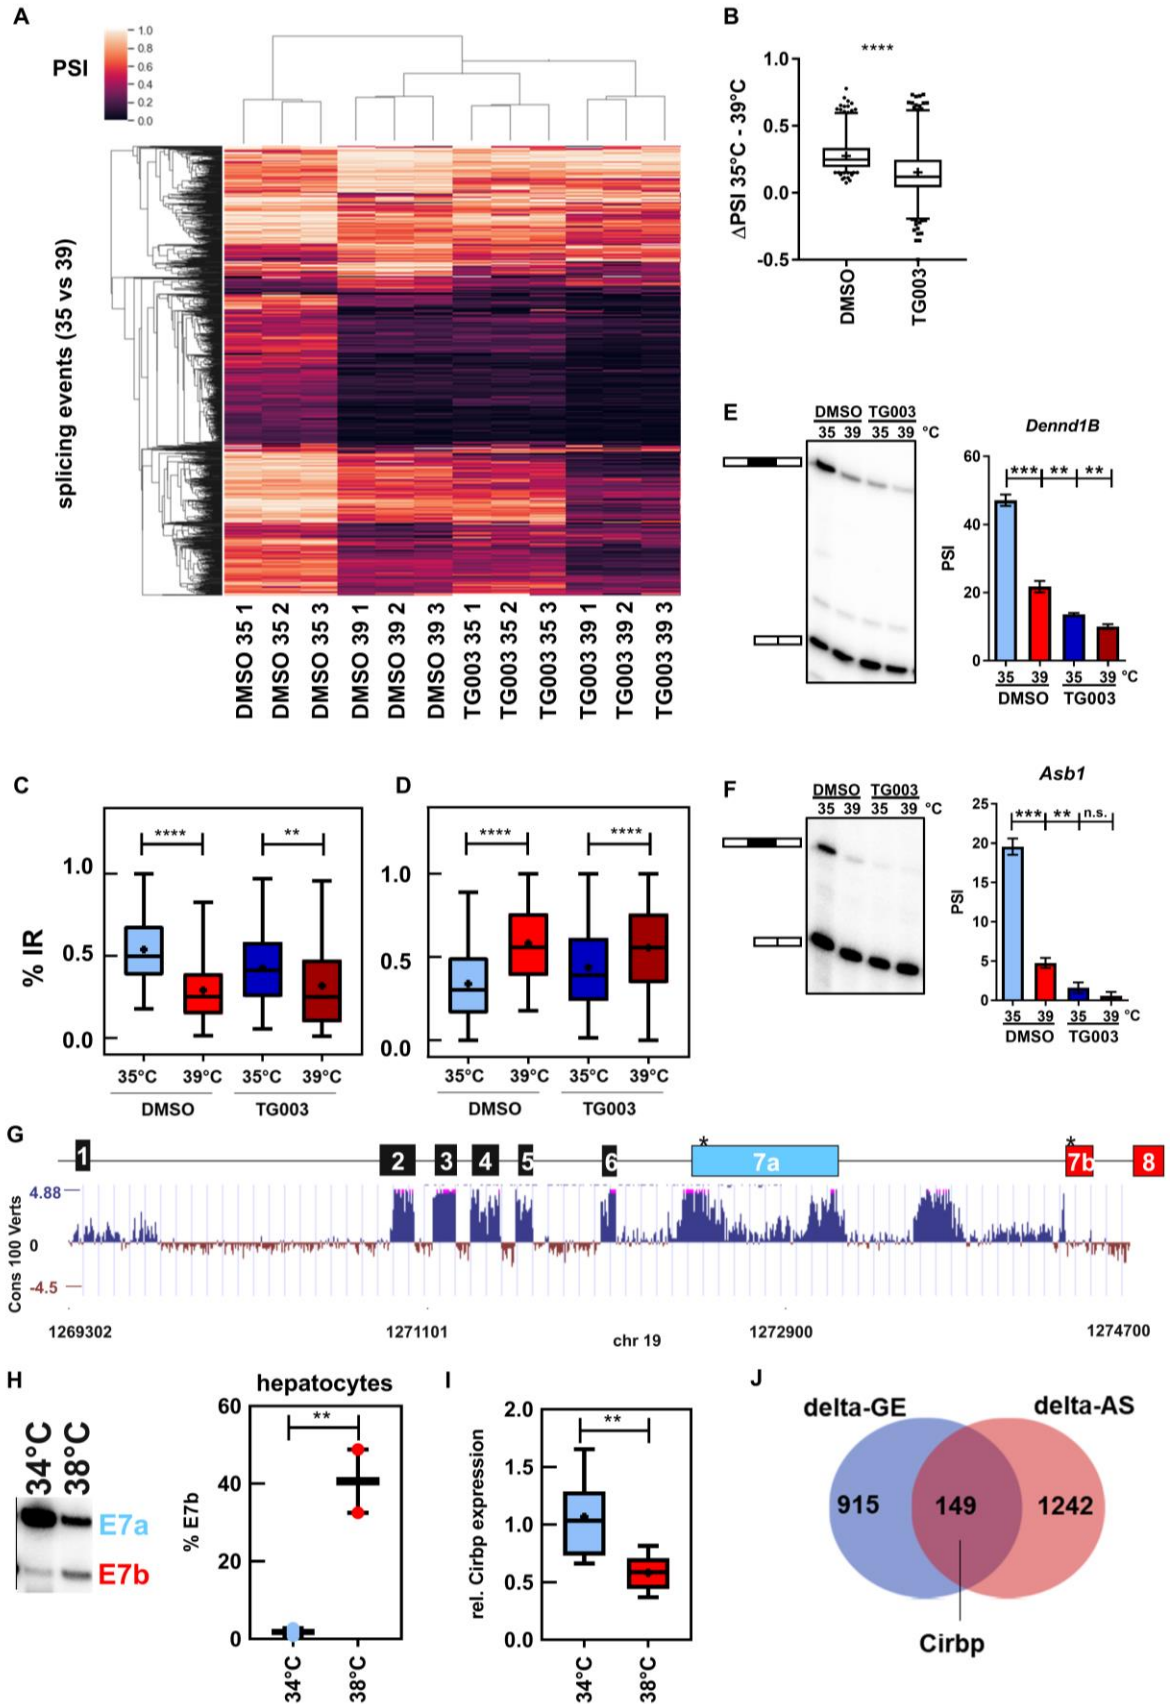 A
PSI
1.0
0.8
0.6
0.4
0.2
0.0
splicing events (35 vs 39)
DMSO 35 1
DMSO 35 2
DMSO 35 3
DMSO 39 1
DMSO 39 2
DMSO 39 3
TG003 35 1
TG003 35 2
TG003 35 3
TG003 39 1
TG003 39 2
TG003 39 3
B
****
ΔPSI 35°C - 39°C
1.0
0.5
0.0
-0.5
DMSO
TG003
E
DMSO TG003
35 39 35 39 °C
Dennd1B
*** ** **
PSI
60
40
20
0
35 39 35 39 °C
DMSO TG003
C
% IR
1.0
0.5
0.0
**** **
35°C 39°C 35°C 39°C
DMSO TG003
D
1.0
0.5
0.0
**** ****
35°C 39°C 35°C 39°C
DMSO TG003
F
DMSO TG003
35 39 35 39 °C
Asb1
*** ** n.s.
PSI
25
20
15
10
5
0
35 39 35 39 °C
DMSO TG003
G
* *
1 2 3 4 5 6 7a 7b 8
Cons 100 Verts
4.88
0
-4.5
1269302 1271101 chr 19 1272900 1274700
H
34°C 38°C
E7a
E7b
hepatocytes
**
% E7b
60
40
20
0
34°C 38°C
I
**
rel. Cirbp expression
2.0
1.5
1.0
0.5
0.0
34°C 38°C
J
delta-GE delta-AS
915 149 1242
Cirbp